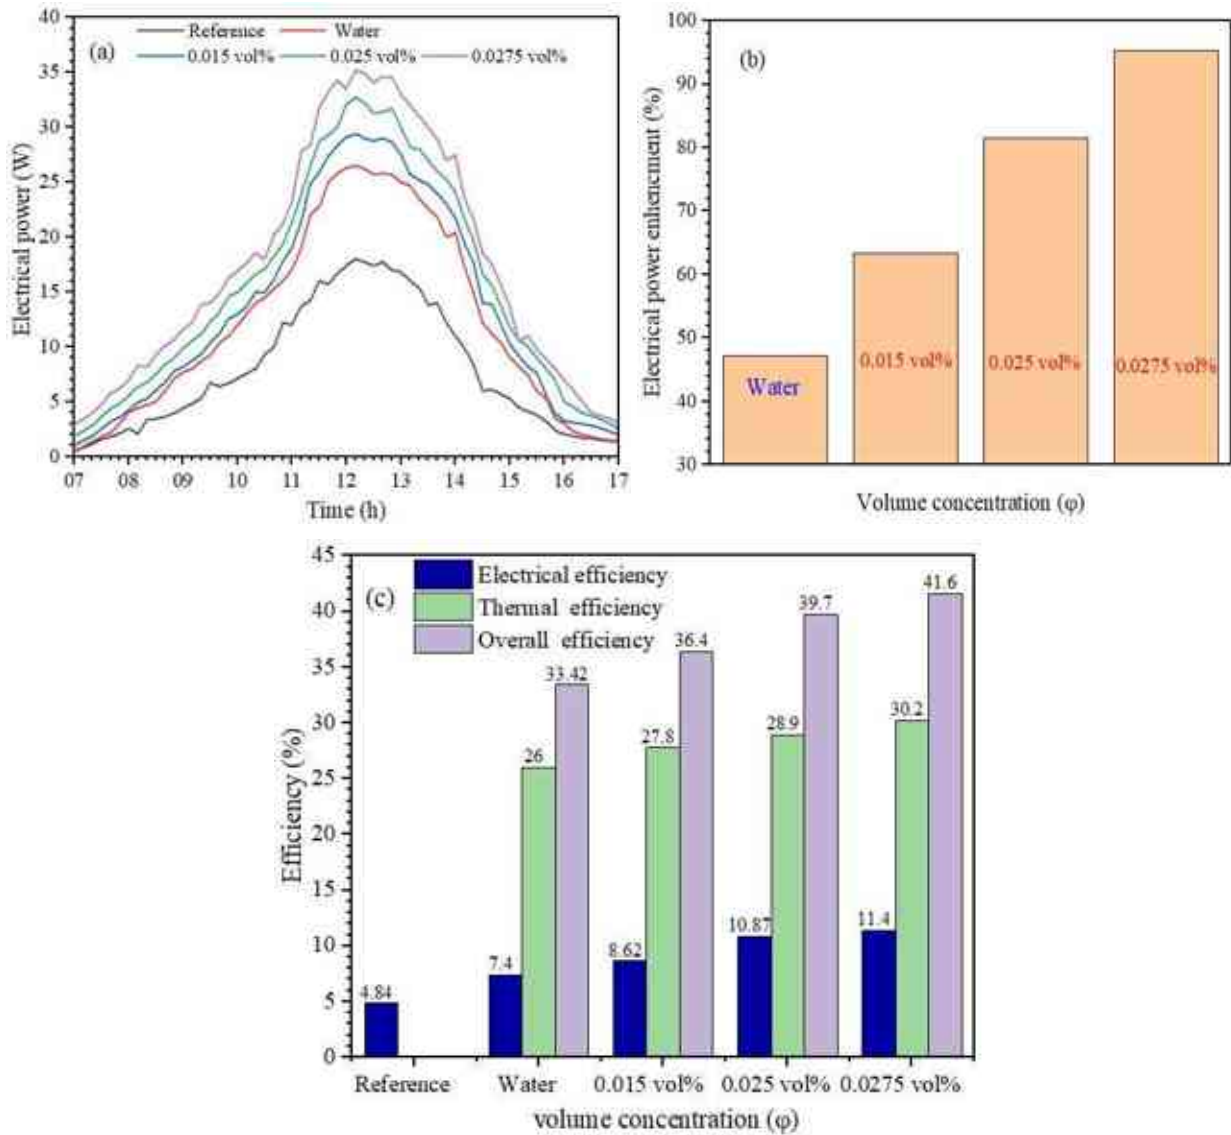 40
35
30
25
20
15
10
5
0
Electrical power (W)
(a)
Reference
Water
0.015 vol%
0.025 vol%
0.0275 vol%
07 08 09 10 11 12 13 14 15 16 17
Time (h)
100
90
80
70
60
50
40
30
Electrical power enhencment (%)
(b)
Water
0.015 vol%
0.025 vol%
0.0275 vol%
Volume concentration (φ)
45
40
35
30
25
20
15
10
5
0
Efficiency (%)
(c)
Electrical efficiency
Thermal efficiency
Overall efficiency
4.84
7.4
26
33.42
8.62
27.8
36.4
10.87
28.9
39.7
11.4
30.2
41.6
Reference Water 0.015 vol% 0.025 vol% 0.0275 vol%
volume concentration (φ)